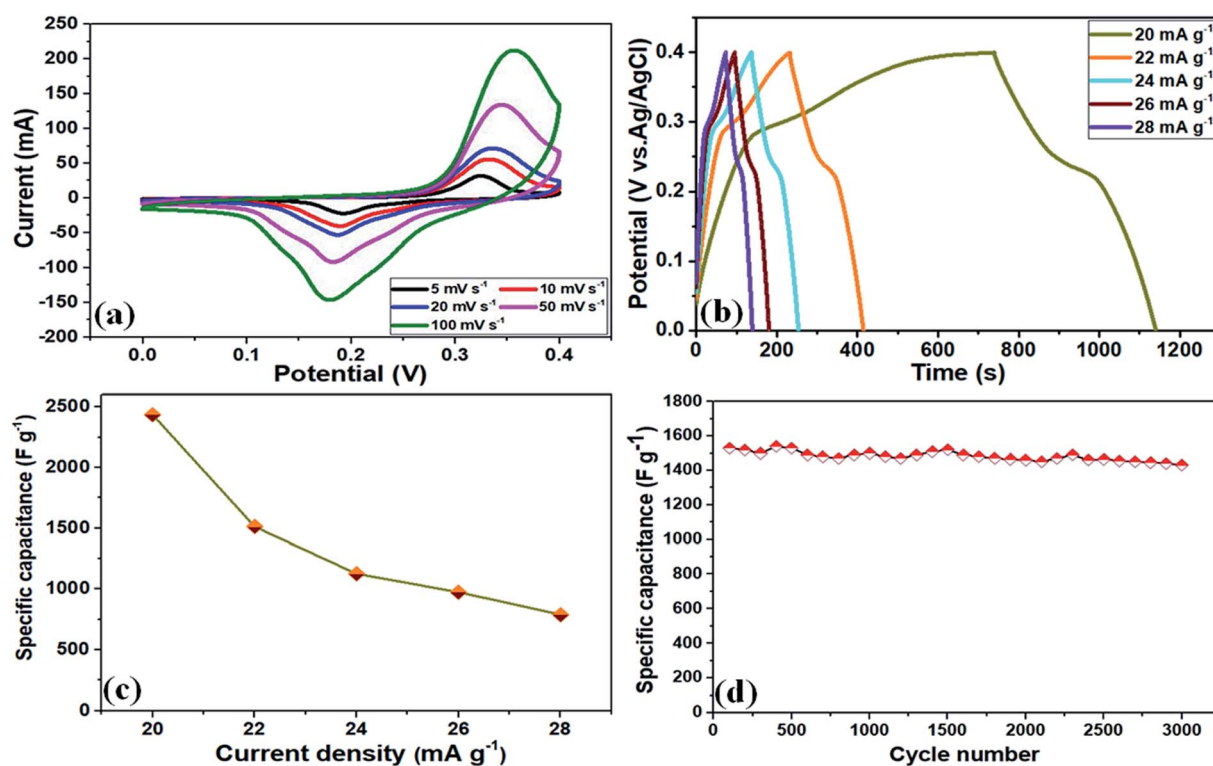 250
200
150
100
50
0
-50
-100
-150
-200
Current (mA)
5 mV s⁻¹ 10 mV s⁻¹
20 mV s⁻¹ 50 mV s⁻¹
100 mV s⁻¹
(a)
0.0 0.1 0.2 0.3 0.4
Potential (V)
0.4
0.3
0.2
0.1
0.0
Potential (V vs.Ag/AgCl)
20 mA g⁻¹
22 mA g⁻¹
24 mA g⁻¹
26 mA g⁻¹
28 mA g⁻¹
(b)
0 200 400 600 800 1000 1200
Time (s)
2500
2000
1500
1000
500
0
Specific capacitance (F g⁻¹)
(c)
20 22 24 26 28
Current density (mA g⁻¹)
1800
1600
1400
1200
1000
800
600
400
200
0
Specific capacitance (F g⁻¹)
(d)
0 500 1000 1500 2000 2500 3000
Cycle number